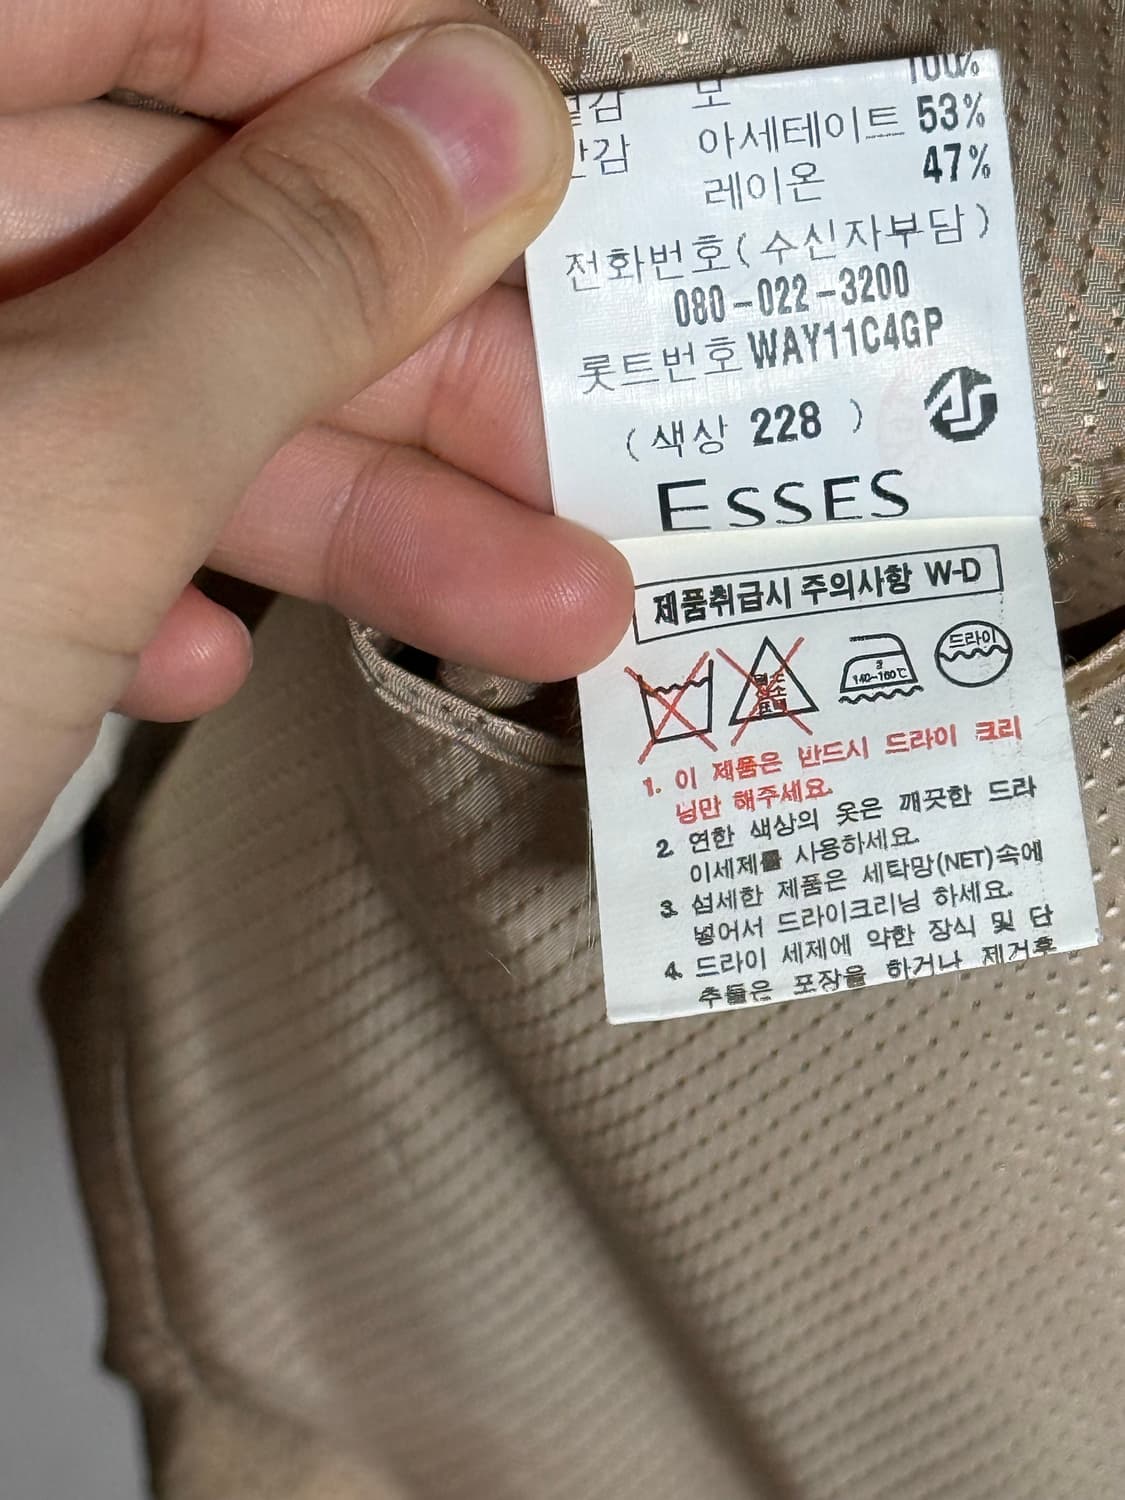 겉감 모 100%
안감 아세테이트 53%
레이온 47%
전화번호(수신자부담)
080-022-3200
롯트번호 WAY11C4GP
(색상 228 )
ESSES
제품취급시 주의사항 W-D
염소 산소 표백
3 140~160℃
드라이
1. 이 제품은 반드시 드라이 크리
닝만 해주세요.
2. 연한 색상의 옷은 깨끗한 드라
이세제를 사용하세요.
3. 섬세한 제품은 세탁망(NET)속에
넣어서 드라이크리닝 하세요.
4. 드라이 세제에 약한 장식 및 단
추들은 포장을 하거나 제거후